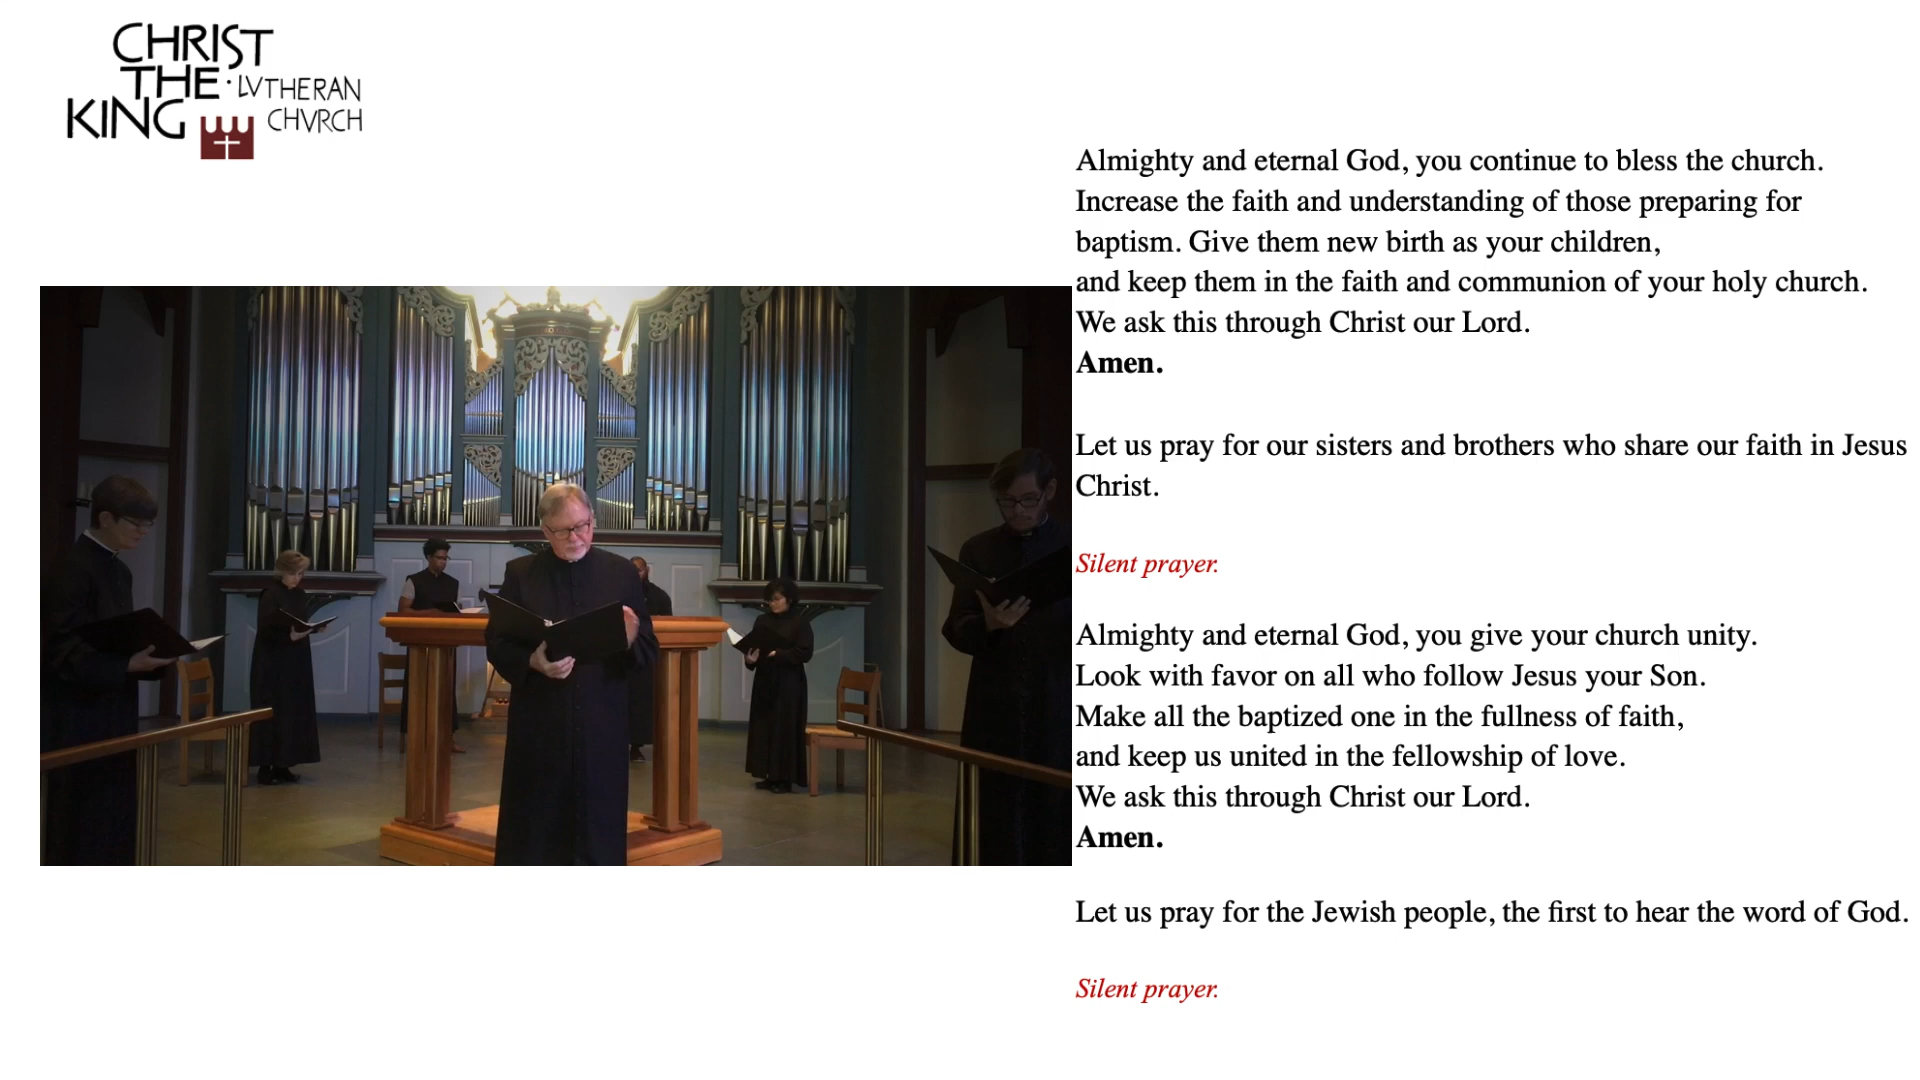 CHRIST
THE · LVTHERAN
KING CHVRCH
Almighty and eternal God, you continue to bless the church.
Increase the faith and understanding of those preparing for
baptism. Give them new birth as your children,
and keep them in the faith and communion of your holy church.
We ask this through Christ our Lord.
Amen.
Let us pray for our sisters and brothers who share our faith in Jesus
Christ.
Silent prayer.
Almighty and eternal God, you give your church unity.
Look with favor on all who follow Jesus your Son.
Make all the baptized one in the fullness of faith,
and keep us united in the fellowship of love.
We ask this through Christ our Lord.
Amen.
Let us pray for the Jewish people, the first to hear the word of God.
Silent prayer.